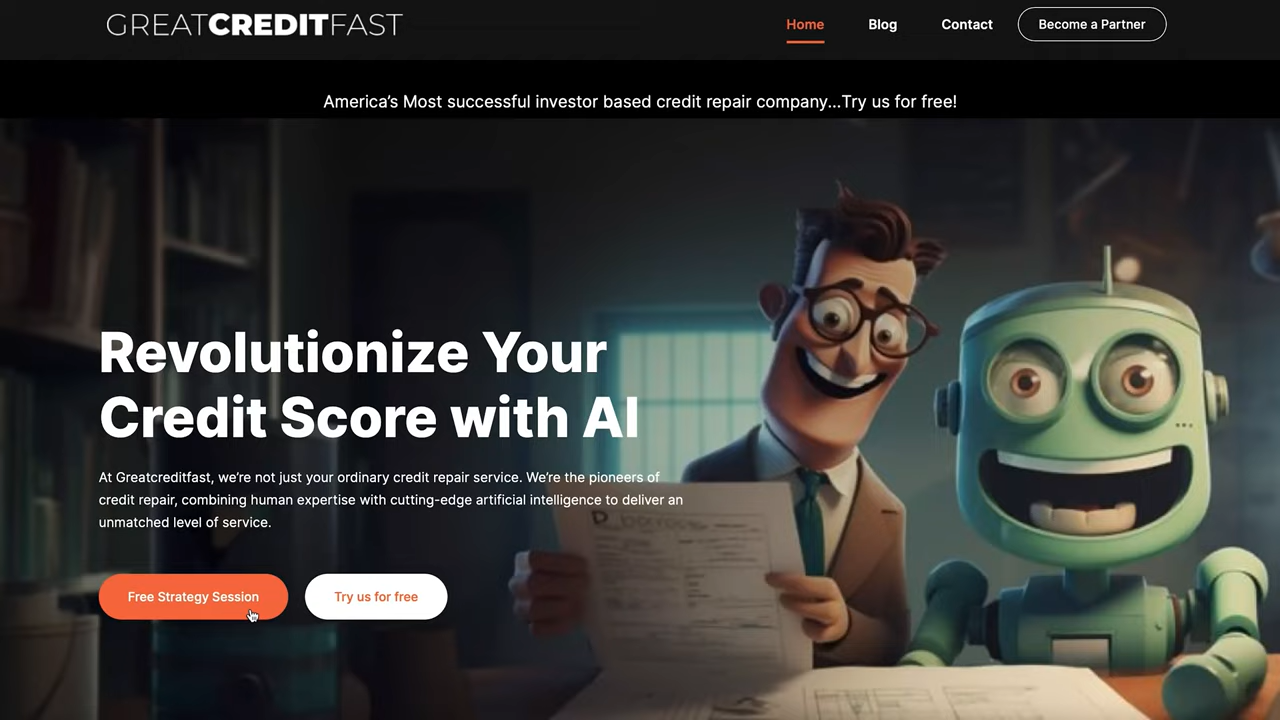 GREATCREDITFAST
Home
Blog
Contact
Become a Partner
America's Most successful investor based credit repair company...Try us for free!
Revolutionize Your
Credit Score with AI
At Greatcreditfast, we're not just your ordinary credit repair service. We're the pioneers of
credit repair, combining human expertise with cutting-edge artificial intelligence to deliver an
unmatched level of service.
Free Strategy Session
Try us for free